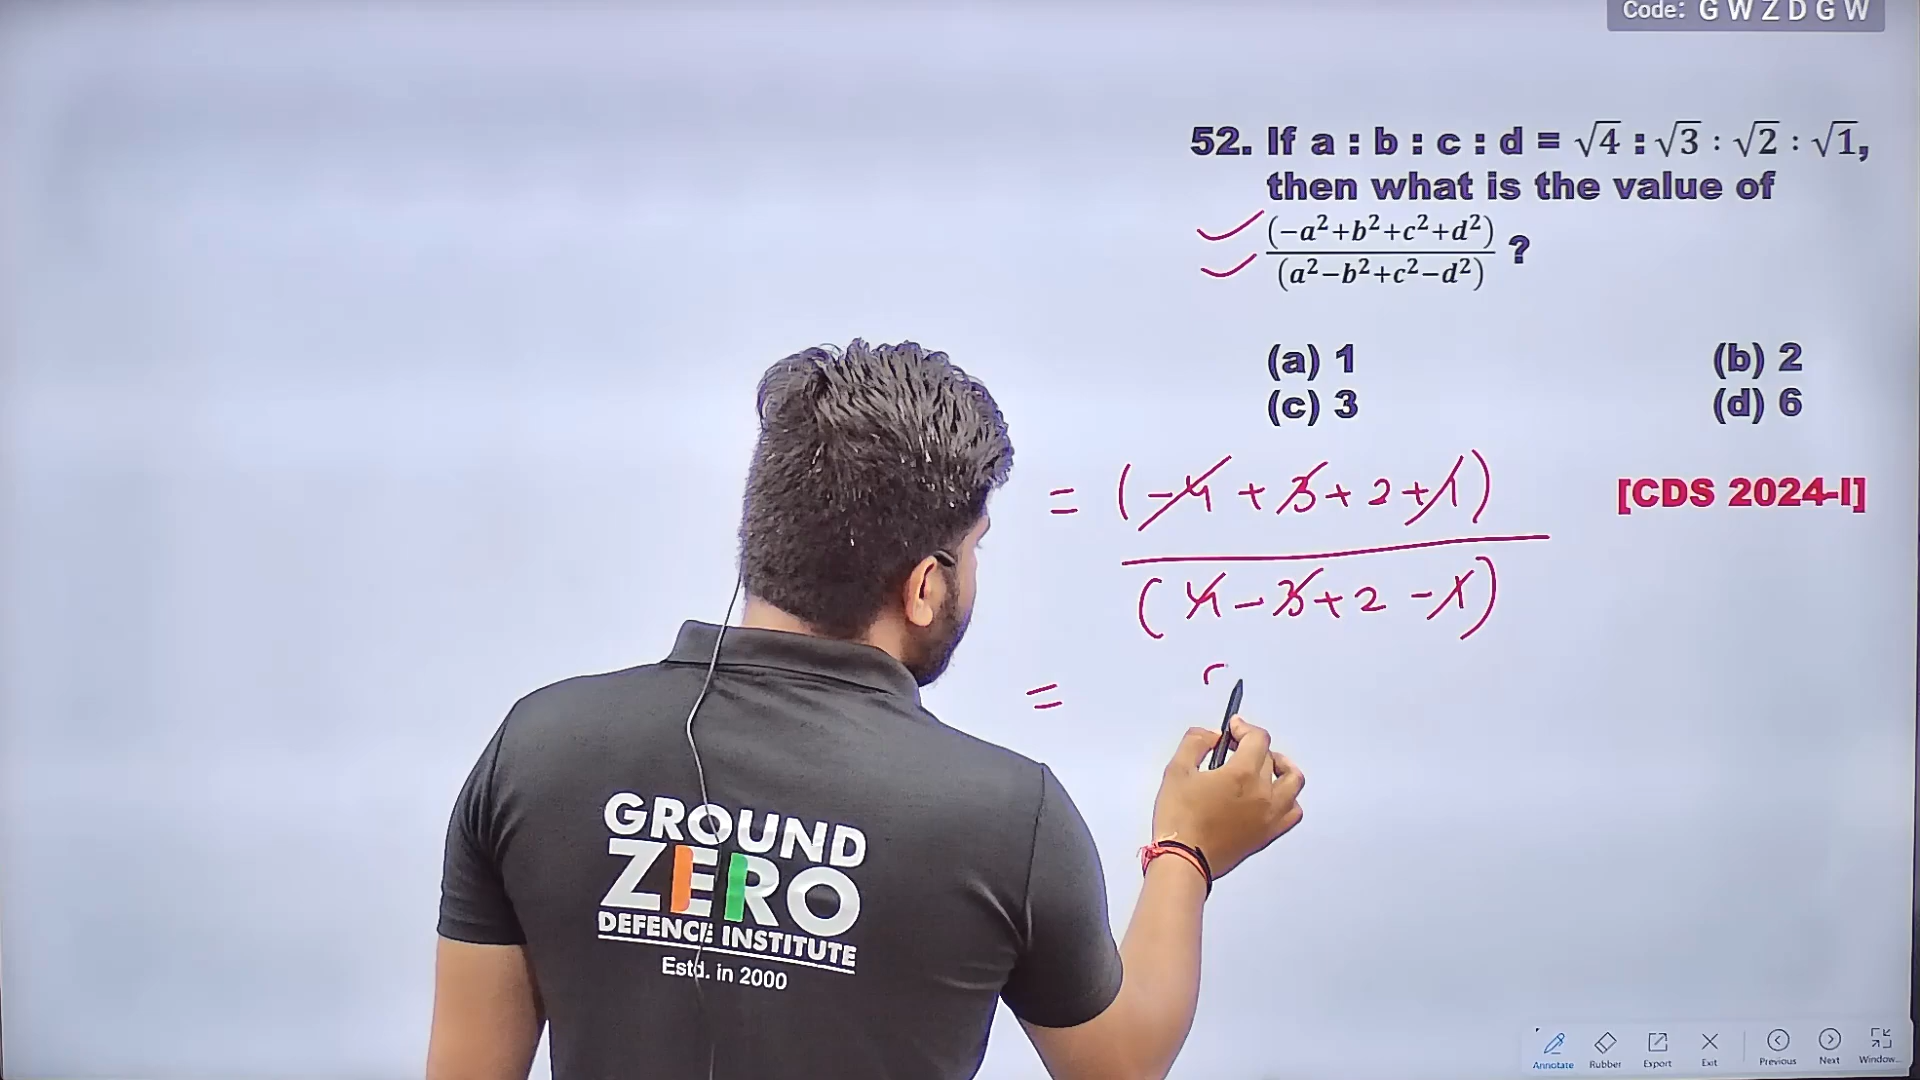 Code: G W Z D G W
52. If a : b : c : d = √4 : √3 : √2 : √1,
then what is the value of
(−a²+b²+c²+d²)
(a²−b²+c²−d²) ?
(a) 1 (b) 2
(c) 3 (d) 6
= (-4 + 3 + 2 + 1)
[CDS 2024-I]
(4 - 3 + 2 - 1)
=
GROUND
ZERO
DEFENCE INSTITUTE
Estd. in 2000
Annotate Rubber Export Exit Previous Next Window...